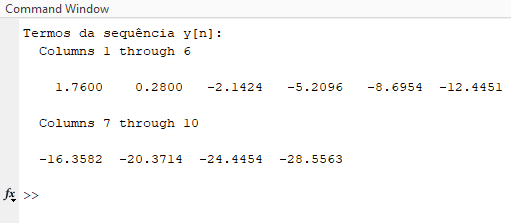 Command Window
Termos da sequência y[n]:
Columns 1 through 6
1.7600 0.2800 -2.1424 -5.2096 -8.6954 -12.4451
Columns 7 through 10
-16.3582 -20.3714 -24.4454 -28.5563
fx >>